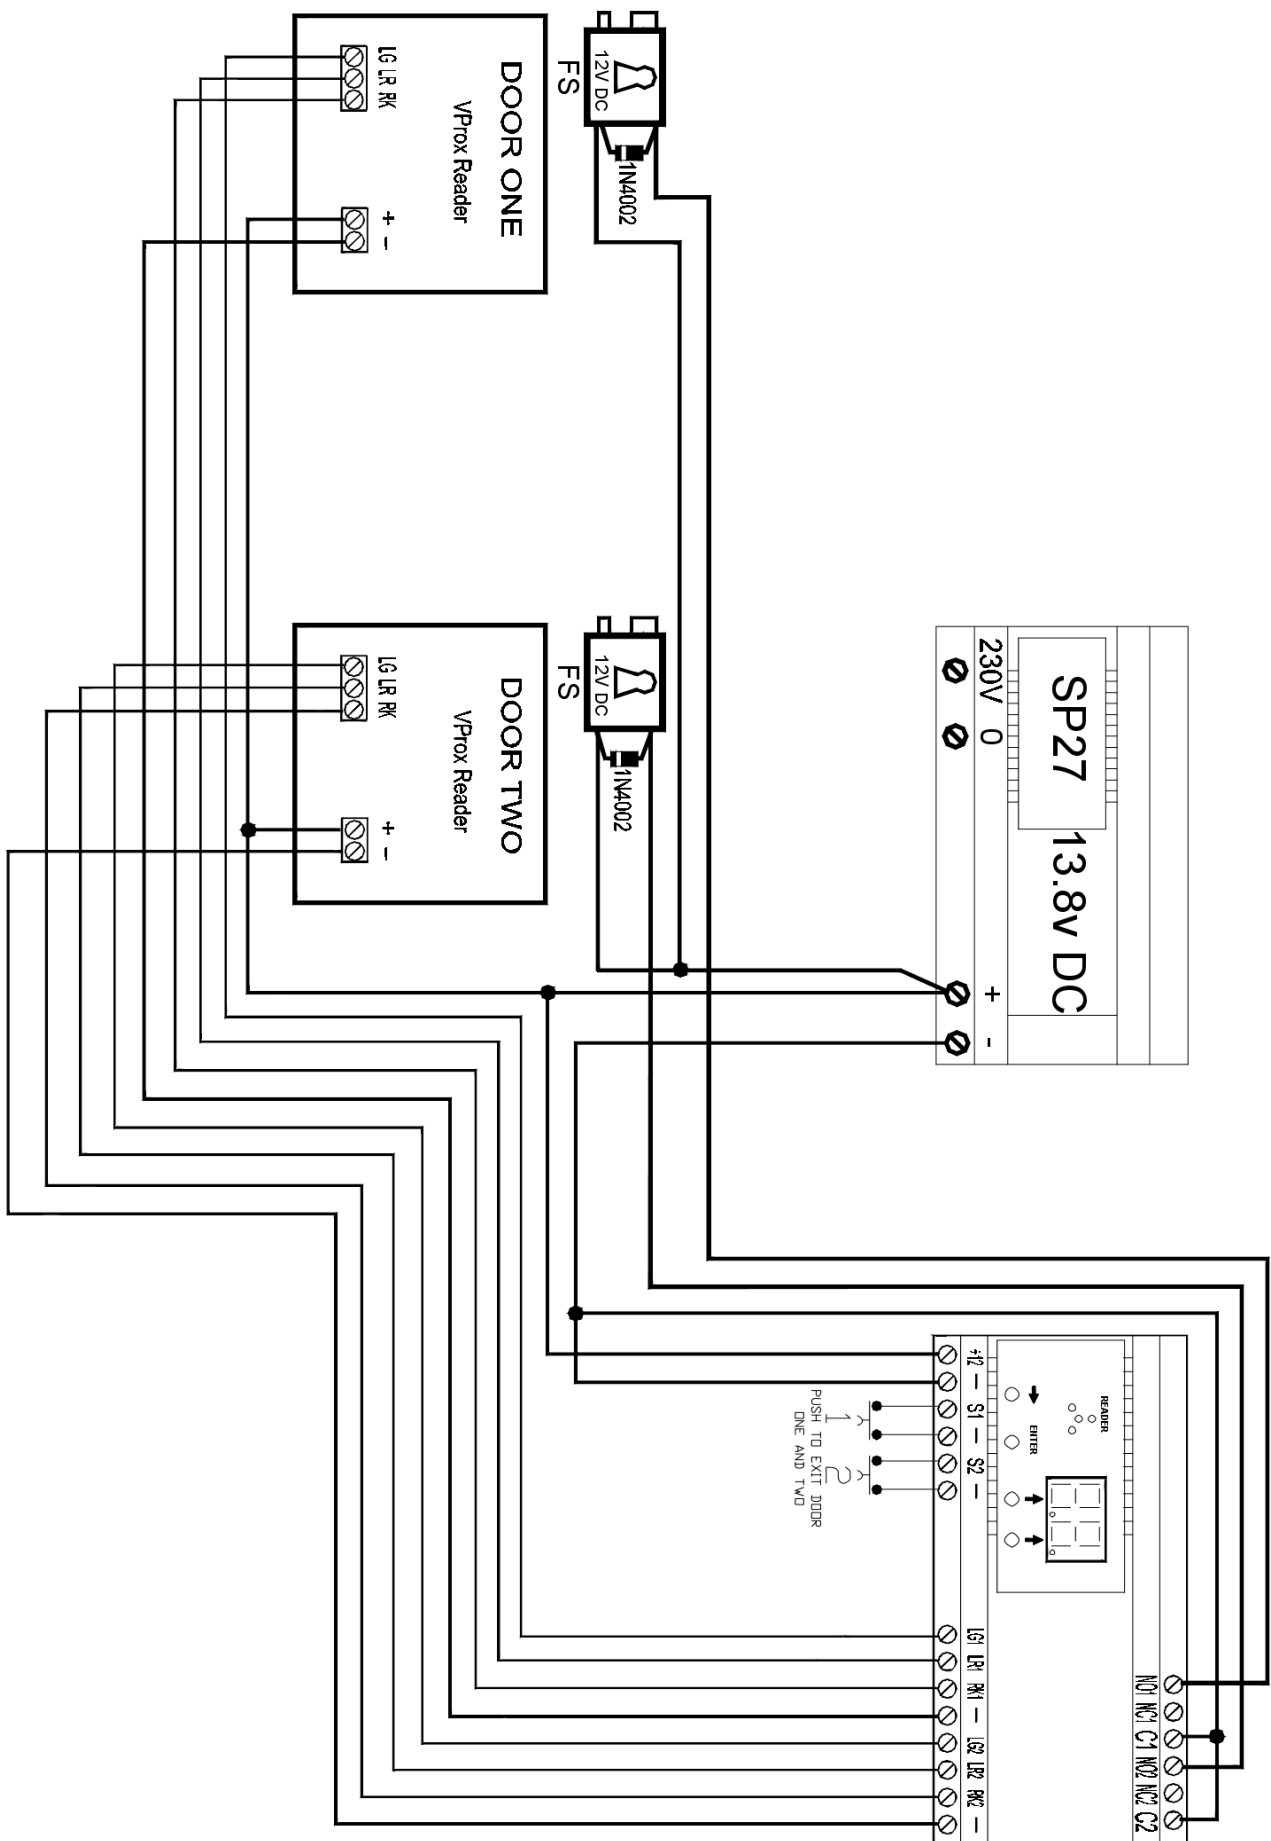 DOOR ONE
VProx Reader
LG LR RK
+ −
12V DC
FS
1N4002
DOOR TWO
VProx Reader
LG LR RK
+ −
12V DC
FS
1N4002
SP27 13.8v DC
230V 0 + -
READER
ENTER
+12 − S1 − S2 −
LG1 LR1 RK1 − LG2 LR2 RK2 −
NO1 NC1 C1 NO2 NC2 C2
1 2
PUSH TO EXIT DOOR
ONE AND TWO